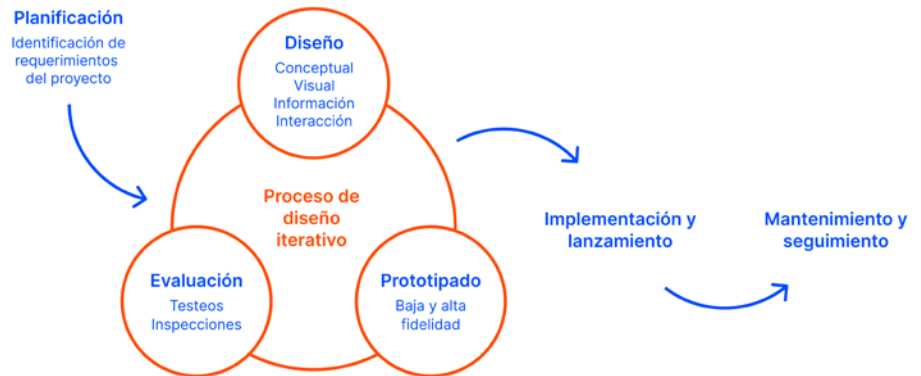 Planificación
Identificación de
requerimientos
del proyecto
Diseño
Conceptual
Visual
Información
Interacción
Proceso de
diseño
iterativo
Evaluación
Testeos
Inspecciones
Prototipado
Baja y alta
fidelidad
Implementación y
lanzamiento
Mantenimiento y
seguimiento